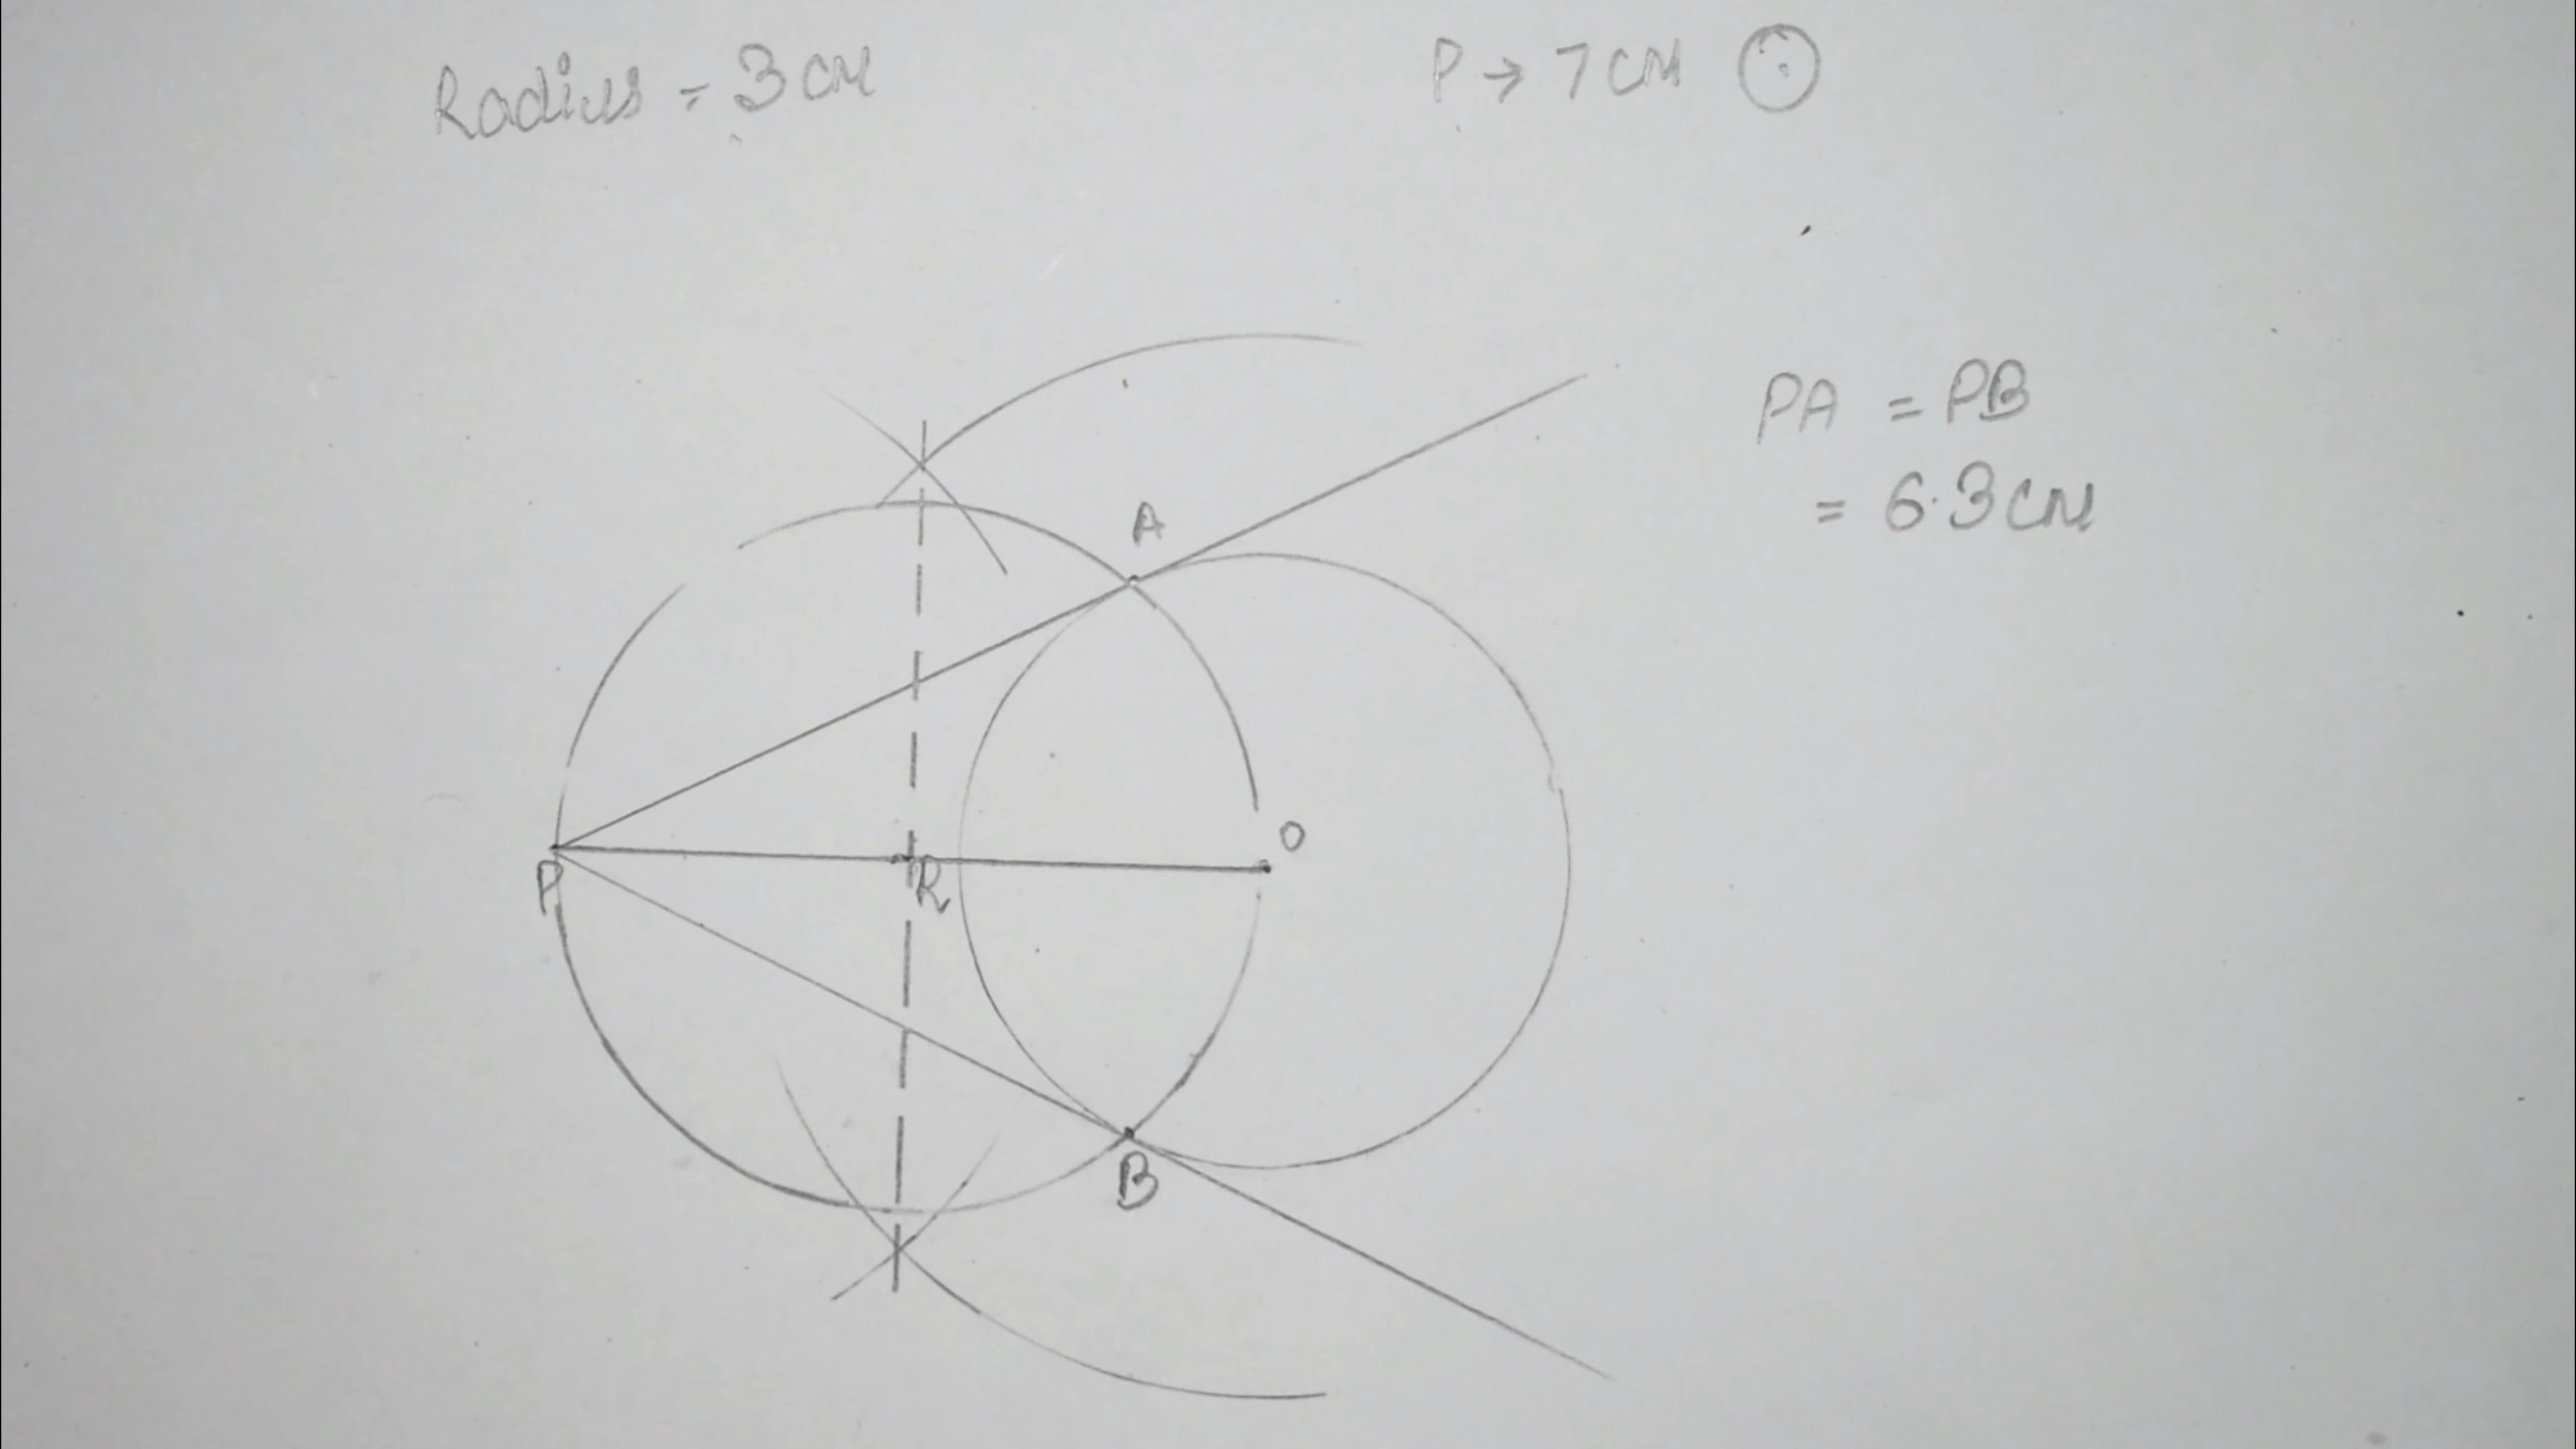 Radius = 3 cm
P → 7 cm
PA = PB
= 6.3 cm
A
O
P
R
B